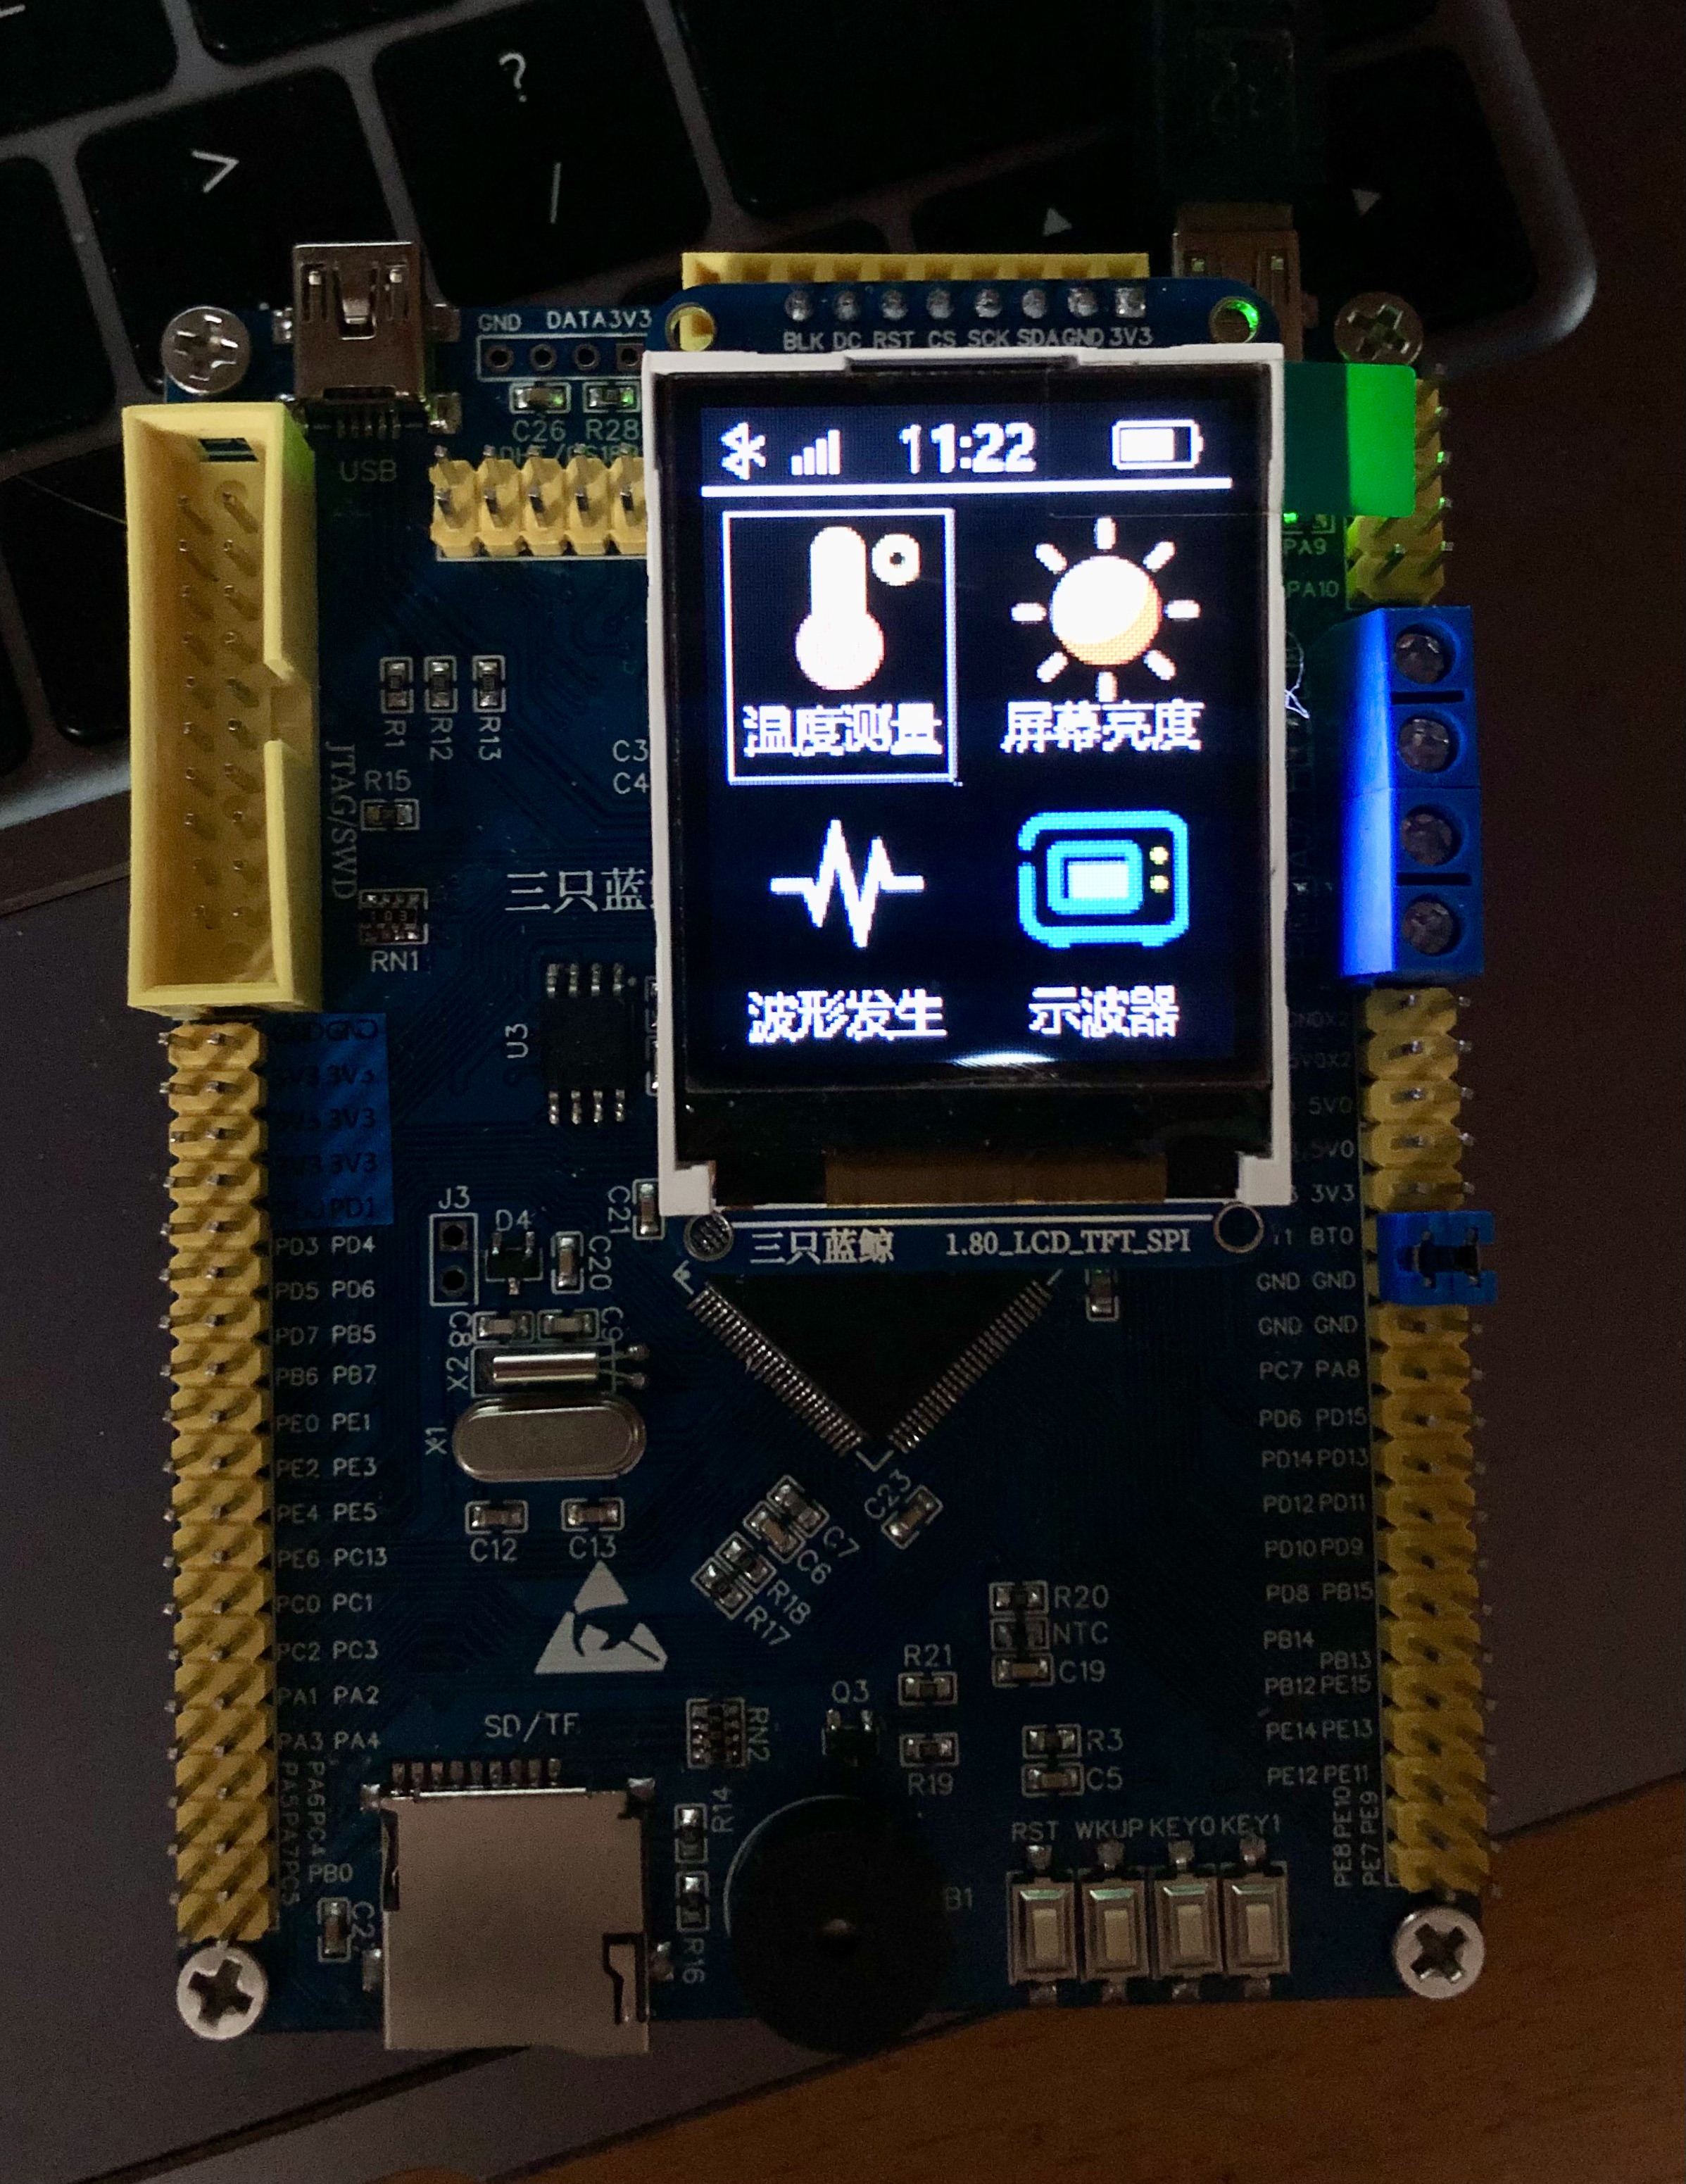 ?
>
/
GND DATA 3V3
BLK DC RST CS SCK SDA GND 3V3
C26 R28
USB
11:22
PA9
PA10
温度测量 屏幕亮度
R1 R12 R13
R15
JTAG/SWD
三只蓝
RN1
波形发生 示波器
U3
5V0
3V3 3V3
3V3
3V3
3V3
PD1
J3
D4
C21
C20
三只蓝鲸 1.80_LCD_TFT_SPI
BT0
PD3 PD4
GND GND
PD5 PD6
GND GND
PD7 PB5
C8 C9
X2
PB6 PB7
PC7 PA8
X1
PE0 PE1
PD6 PD15
PE2 PE3
PD14 PD13
PE4 PE5
PD12 PD11
C12 C13
C23
C7
C6
R18
R17
PE6 PC13
PD10 PD9
PC0 PC1
R20
PD8 PB15
NTC
C19
PC2 PC3
PB14
PB13
R21
PA1 PA2
PB12 PE15
Q3
SD/TF
RN2
PA3 PA4
R3
PE14 PE13
R19
C5
PE12 PE11
PA6 PC4
PA5 PA7 PC5
PB0
R14
RST WKUP KEY0 KEY1
PE10 PE9
PE8 PE7
B1
R16